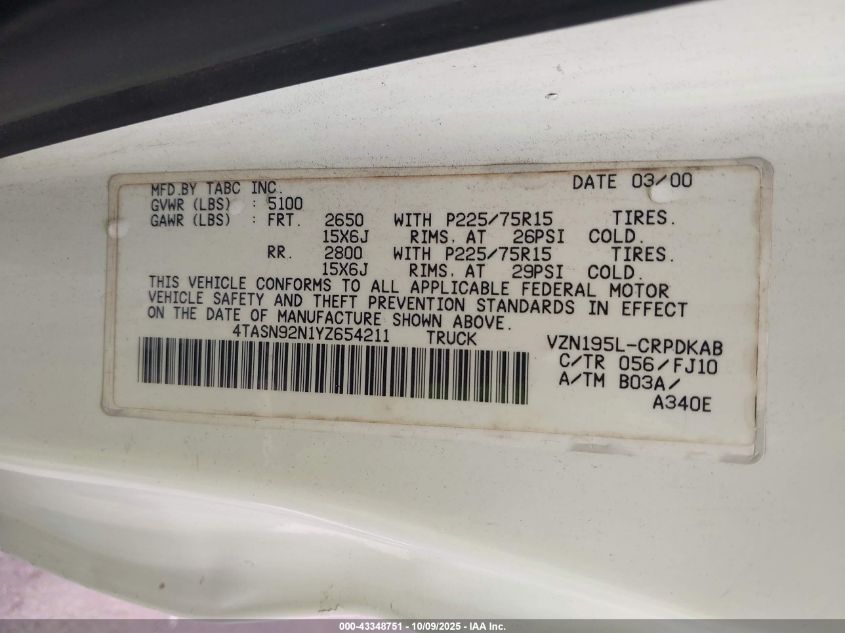 MFD.BY TABC INC. DATE 03/00
GVWR (LBS) : 5100
GAWR (LBS) : FRT. 2650 WITH P225/75R15 TIRES.
15X6J RIMS, AT 26PSI COLD.
RR. 2800 WITH P225/75R15 TIRES.
15X6J RIMS, AT 29PSI COLD.
THIS VEHICLE CONFORMS TO ALL APPLICABLE FEDERAL MOTOR
VEHICLE SAFETY AND THEFT PREVENTION STANDARDS IN EFFECT
ON THE DATE OF MANUFACTURE SHOWN ABOVE.
4TASN92N1YZ654211 TRUCK VZN195L-CRPDKAB
C/TR 056/FJ10
A/TM B03A/
A340E
000-43348751 - 10/09/2025 - IAA Inc.